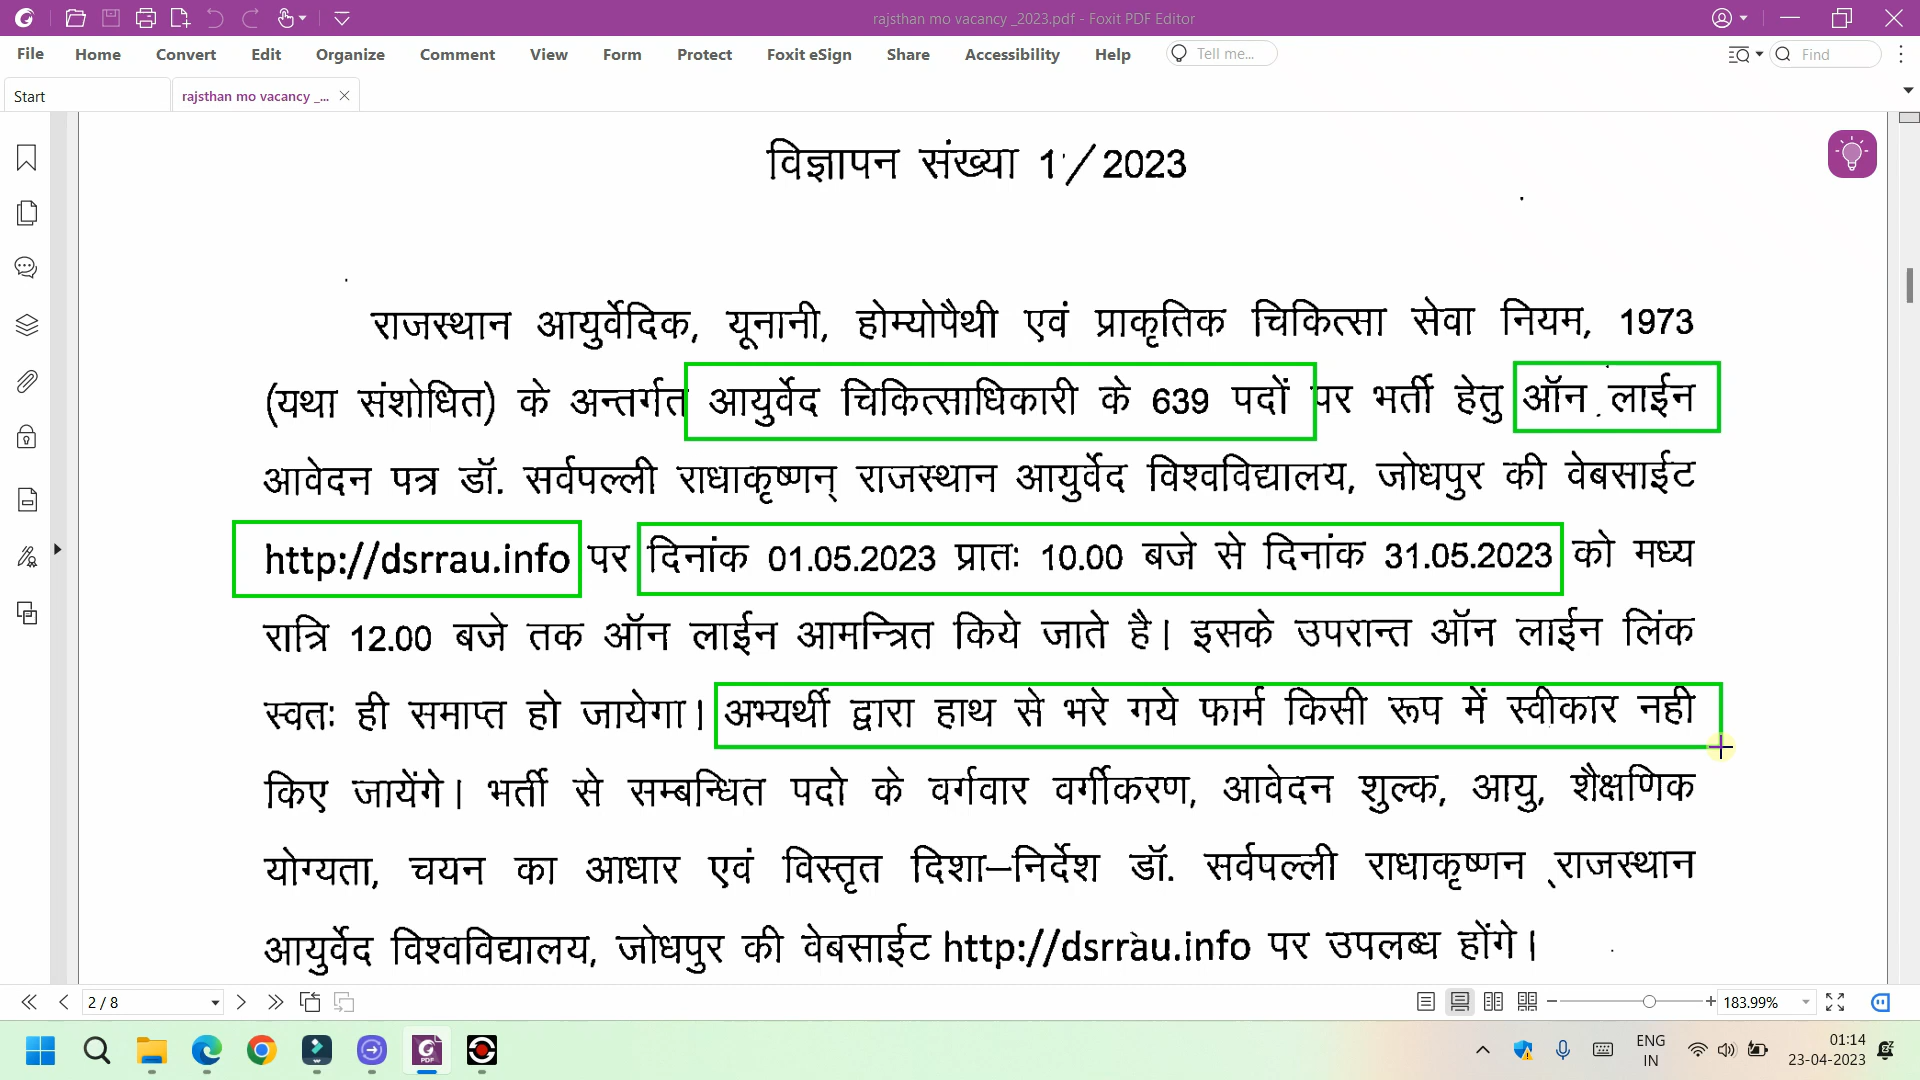 rajsthan mo vacancy _2023.pdf - Foxit PDF Editor
File Home Convert Edit Organize Comment View Form Protect Foxit eSign Share Accessibility Help Tell me... Find
Start rajsthan mo vacancy _...
विज्ञापन संख्या 1/2023
राजस्थान आयुर्वेदिक, यूनानी, होम्योपैथी एवं प्राकृतिक चिकित्सा सेवा नियम, 1973
(यथा संशोधित) के अन्तर्गत आयुर्वेद चिकित्साधिकारी के 639 पदों पर भर्ती हेतु ऑन लाईन
आवेदन पत्र डॉ. सर्वपल्ली राधाकृष्णन् राजस्थान आयुर्वेद विश्वविद्यालय, जोधपुर की वेबसाईट
http://dsrrau.info पर दिनांक 01.05.2023 प्रातः 10.00 बजे से दिनांक 31.05.2023 को मध्य
रात्रि 12.00 बजे तक ऑन लाईन आमन्त्रित किये जाते है। इसके उपरान्त ऑन लाईन लिंक
स्वतः ही समाप्त हो जायेगा। अभ्यर्थी द्वारा हाथ से भरे गये फार्म किसी रूप में स्वीकार नही
किए जायेंगे। भर्ती से सम्बन्धित पदो के वर्गवार वर्गीकरण, आवेदन शुल्क, आयु, शैक्षणिक
योग्यता, चयन का आधार एवं विस्तृत दिशा–निर्देश डॉ. सर्वपल्ली राधाकृष्णन राजस्थान
आयुर्वेद विश्वविद्यालय, जोधपुर की वेबसाईट http://dsrrau.info पर उपलब्ध होंगे।
2 / 8 183.99%
ENG 01:14
IN 23-04-2023